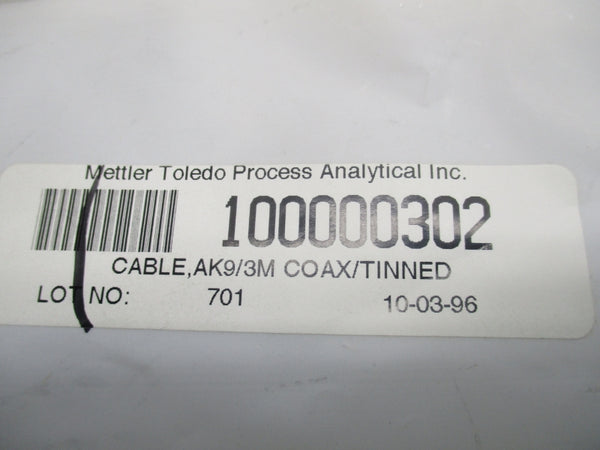 Mettler Toledo Process Analytical Inc.
100000302
CABLE,AK9/3M COAX/TINNED
LOT NO: 701 10-03-96